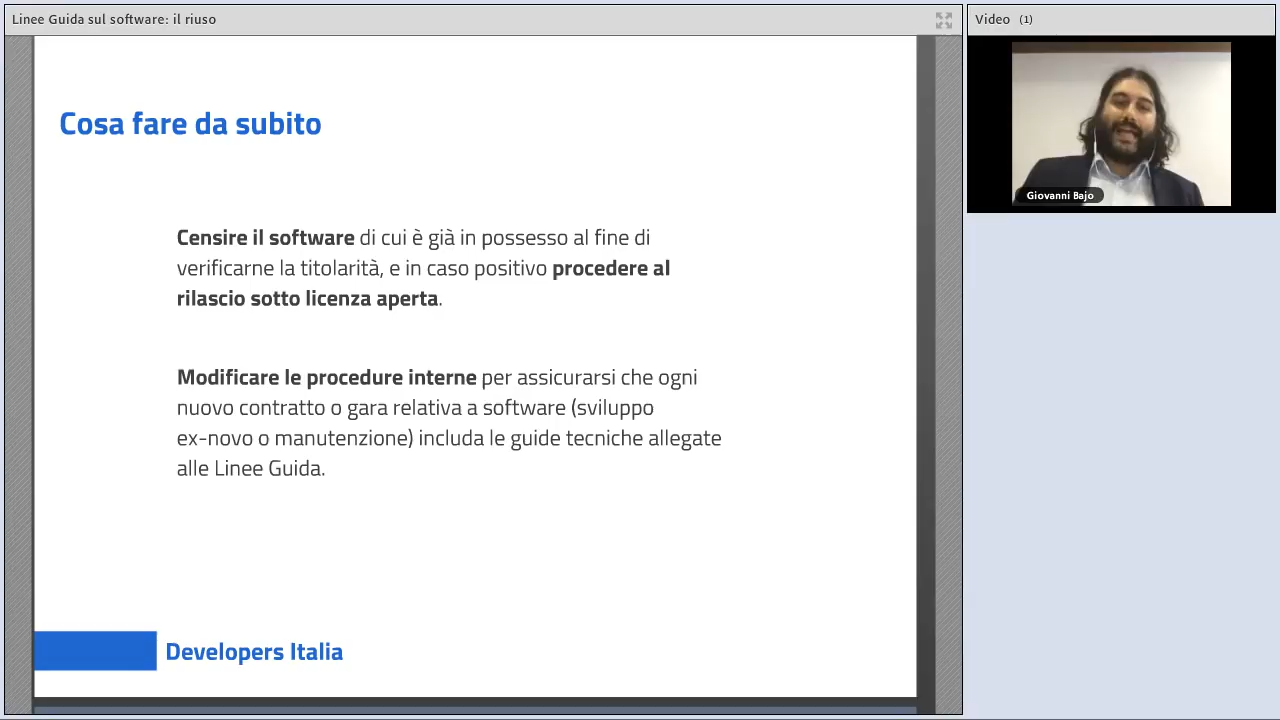 Linee Guida sul software: il riuso
Video (1)
Giovanni Bajo
Cosa fare da subito
Censire il software di cui è già in possesso al fine di
verificarne la titolarità, e in caso positivo procedere al
rilascio sotto licenza aperta.
Modificare le procedure interne per assicurarsi che ogni
nuovo contratto o gara relativa a software (sviluppo
ex-novo o manutenzione) includa le guide tecniche allegate
alle Linee Guida.
Developers Italia